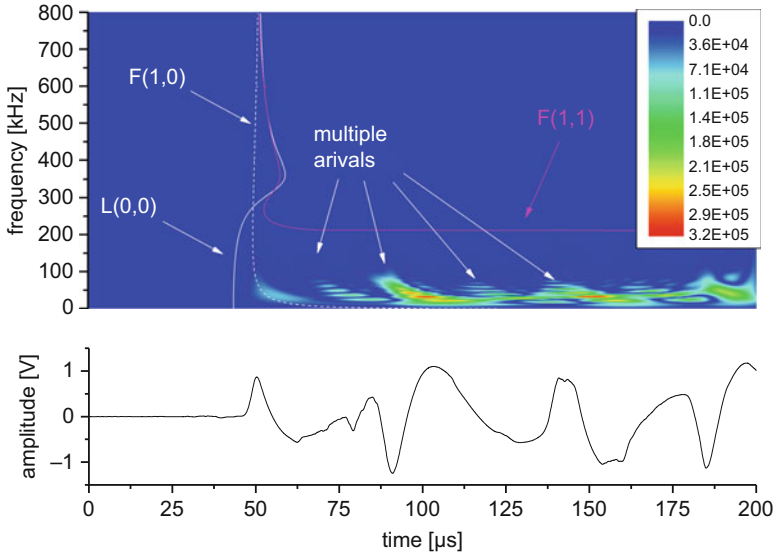 800
700
600
500
400
300
200
100
0
frequency [kHz]
F(1,0)
L(0,0)
multiple
arivals
F(1,1)
0.0
3.6E+04
7.1E+04
1.1E+05
1.4E+05
1.8E+05
2.1E+05
2.5E+05
2.9E+05
3.2E+05
1
0
–1
amplitude [V]
0 25 50 75 100 125 150 175 200
time [µs]